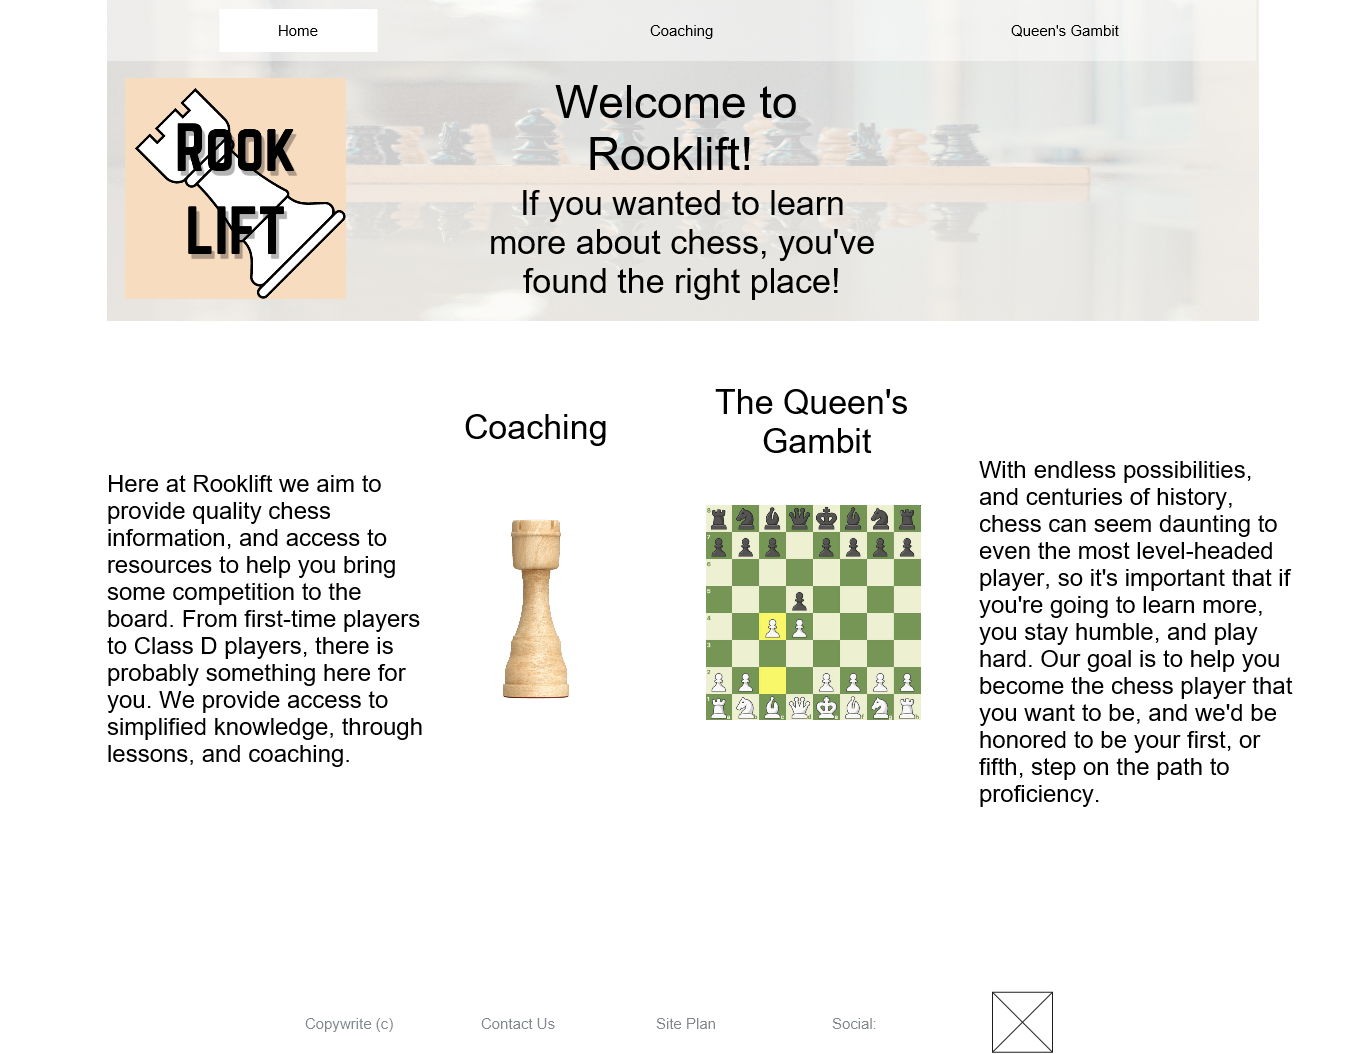 Home
Coaching
Queen's Gambit
ROOK
LIFT
Welcome to
Rooklift!
If you wanted to learn
more about chess, you've
found the right place!
Coaching
The Queen's
Gambit
Here at Rooklift we aim to
provide quality chess
information, and access to
resources to help you bring
some competition to the
board. From first-time players
to Class D players, there is
probably something here for
you. We provide access to
simplified knowledge, through
lessons, and coaching.
8
7
6
5
4
3
2
With endless possibilities,
and centuries of history,
chess can seem daunting to
even the most level-headed
player, so it's important that if
you're going to learn more,
you stay humble, and play
hard. Our goal is to help you
become the chess player that
you want to be, and we'd be
honored to be your first, or
fifth, step on the path to
proficiency.
Copywrite (c)
Contact Us
Site Plan
Social: